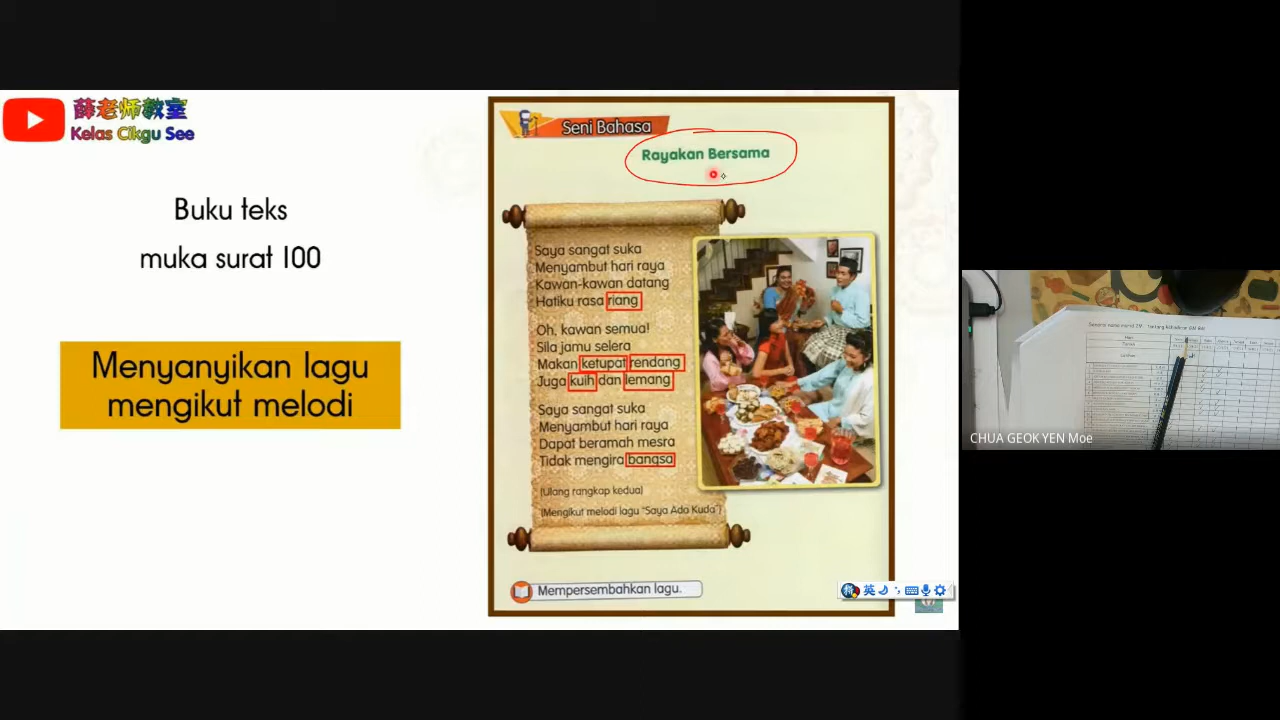 薛老师教室
Kelas Cikgu See
Buku teks
muka surat 100
Menyanyikan lagu
mengikut melodi
Seni Bahasa
Rayakan Bersama
Saya sangat suka
Menyambut hari raya
Kawan-kawan datang
Hatiku rasa riang
Oh, kawan semua!
Sila jamu selera
Makan ketupat rendang
Juga kuih dan lemang
Saya sangat suka
Menyambut hari raya
Dapat beramah mesra
Tidak mengira bangsa
(Ulang rangkap kedua)
(Mengikut melodi lagu "Saya Ada Kuda")
Mempersembahkan lagu.
英
CHUA GEOK YEN Moe